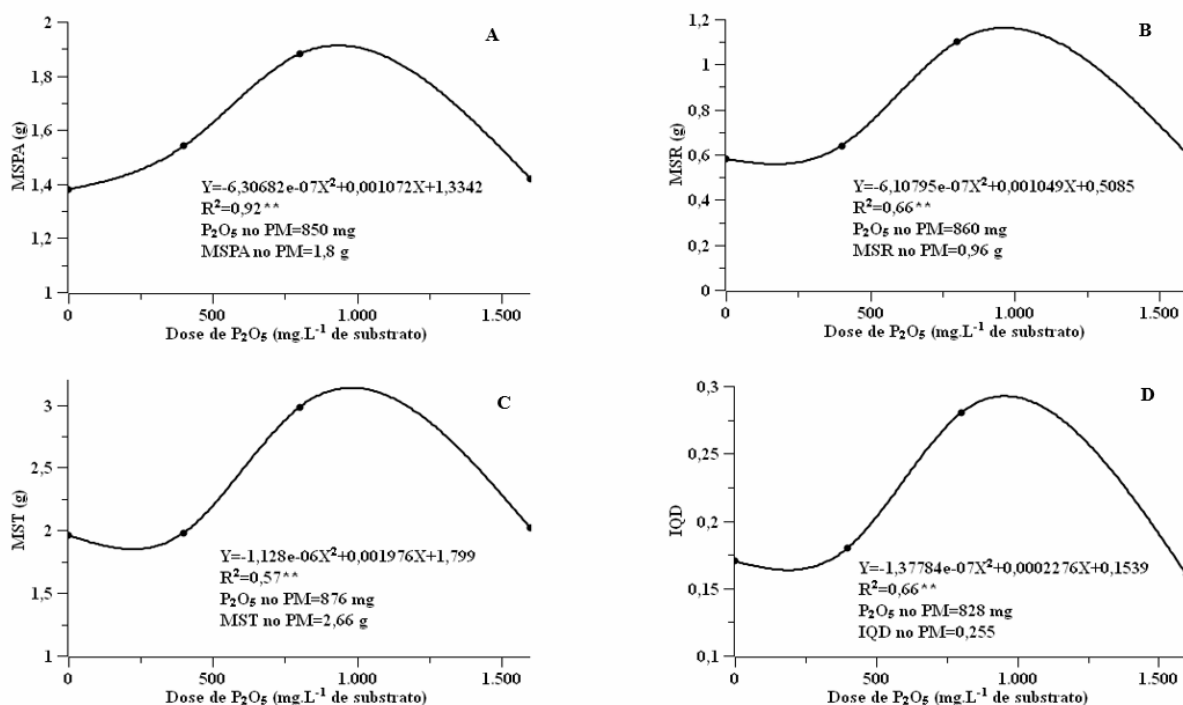 A
MSPA (g)
2
1,8
1,6
1,4
1,2
1
Y=-6,30682e-07X²+0,001072X+1,3342
R²=0,92**
P₂O₅ no PM=850 mg
MSPA no PM=1,8 g
0 500 1.000 1.500
Dose de P₂O₅ (mg.L⁻¹ de substrato)
B
MSR (g)
1,2
1
0,8
0,6
0,4
0,2
0
Y=-6,10795e-07X²+0,001049X+0,5085
R²=0,66**
P₂O₅ no PM=860 mg
MSR no PM=0,96 g
0 500 1.000 1.500
Dose de P₂O₅ (mg.L⁻¹ de substrato)
C
MST (g)
3
2,5
2
1,5
1
Y=-1,128e-06X²+0,001976X+1,799
R²=0,57**
P₂O₅ no PM=876 mg
MST no PM=2,66 g
0 500 1.000 1.500
Dose de P₂O₅ (mg.L⁻¹ de substrato)
D
IQD
0,3
0,25
0,2
0,15
0,1
Y=-1,37784e-07X²+0,0002276X+0,1539
R²=0,66**
P₂O₅ no PM=828 mg
IQD no PM=0,255
0 500 1.000 1.500
Dose de P₂O₅ (mg.L⁻¹ de substrato)